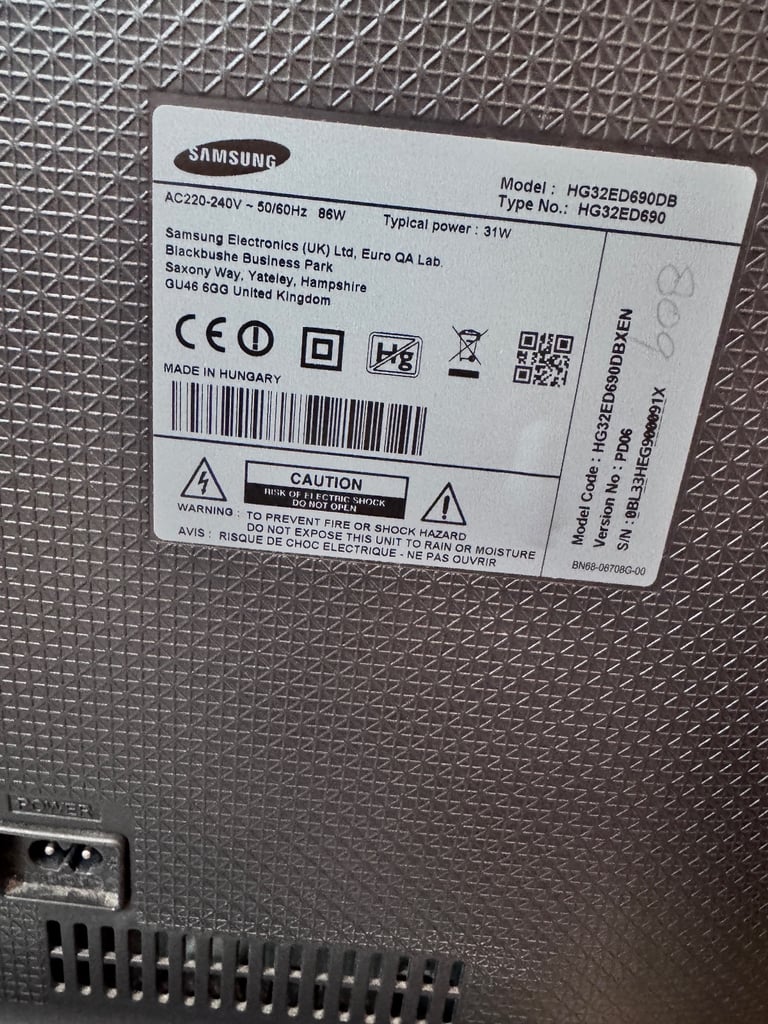 SAMSUNG
Model : HG32ED690DB
Type No.: HG32ED690
AC220-240V ~ 50/60Hz 86W
Typical power : 31W
Samsung Electronics (UK) Ltd, Euro QA Lab.
Blackbushe Business Park
Saxony Way, Yateley, Hampshire
GU46 6GG United Kingdom
CE
Hg
MADE IN HUNGARY
CAUTION
RISK OF ELECTRIC SHOCK
DO NOT OPEN
WARNING : TO PREVENT FIRE OR SHOCK HAZARD
DO NOT EXPOSE THIS UNIT TO RAIN OR MOISTURE
AVIS : RISQUE DE CHOC ELECTRIQUE - NE PAS OUVRIR
809
Model Code : HG32ED690DBXEN
Version No : PD06
S/N : 0BL33HEG900091X
BN68-06708G-00
POWER